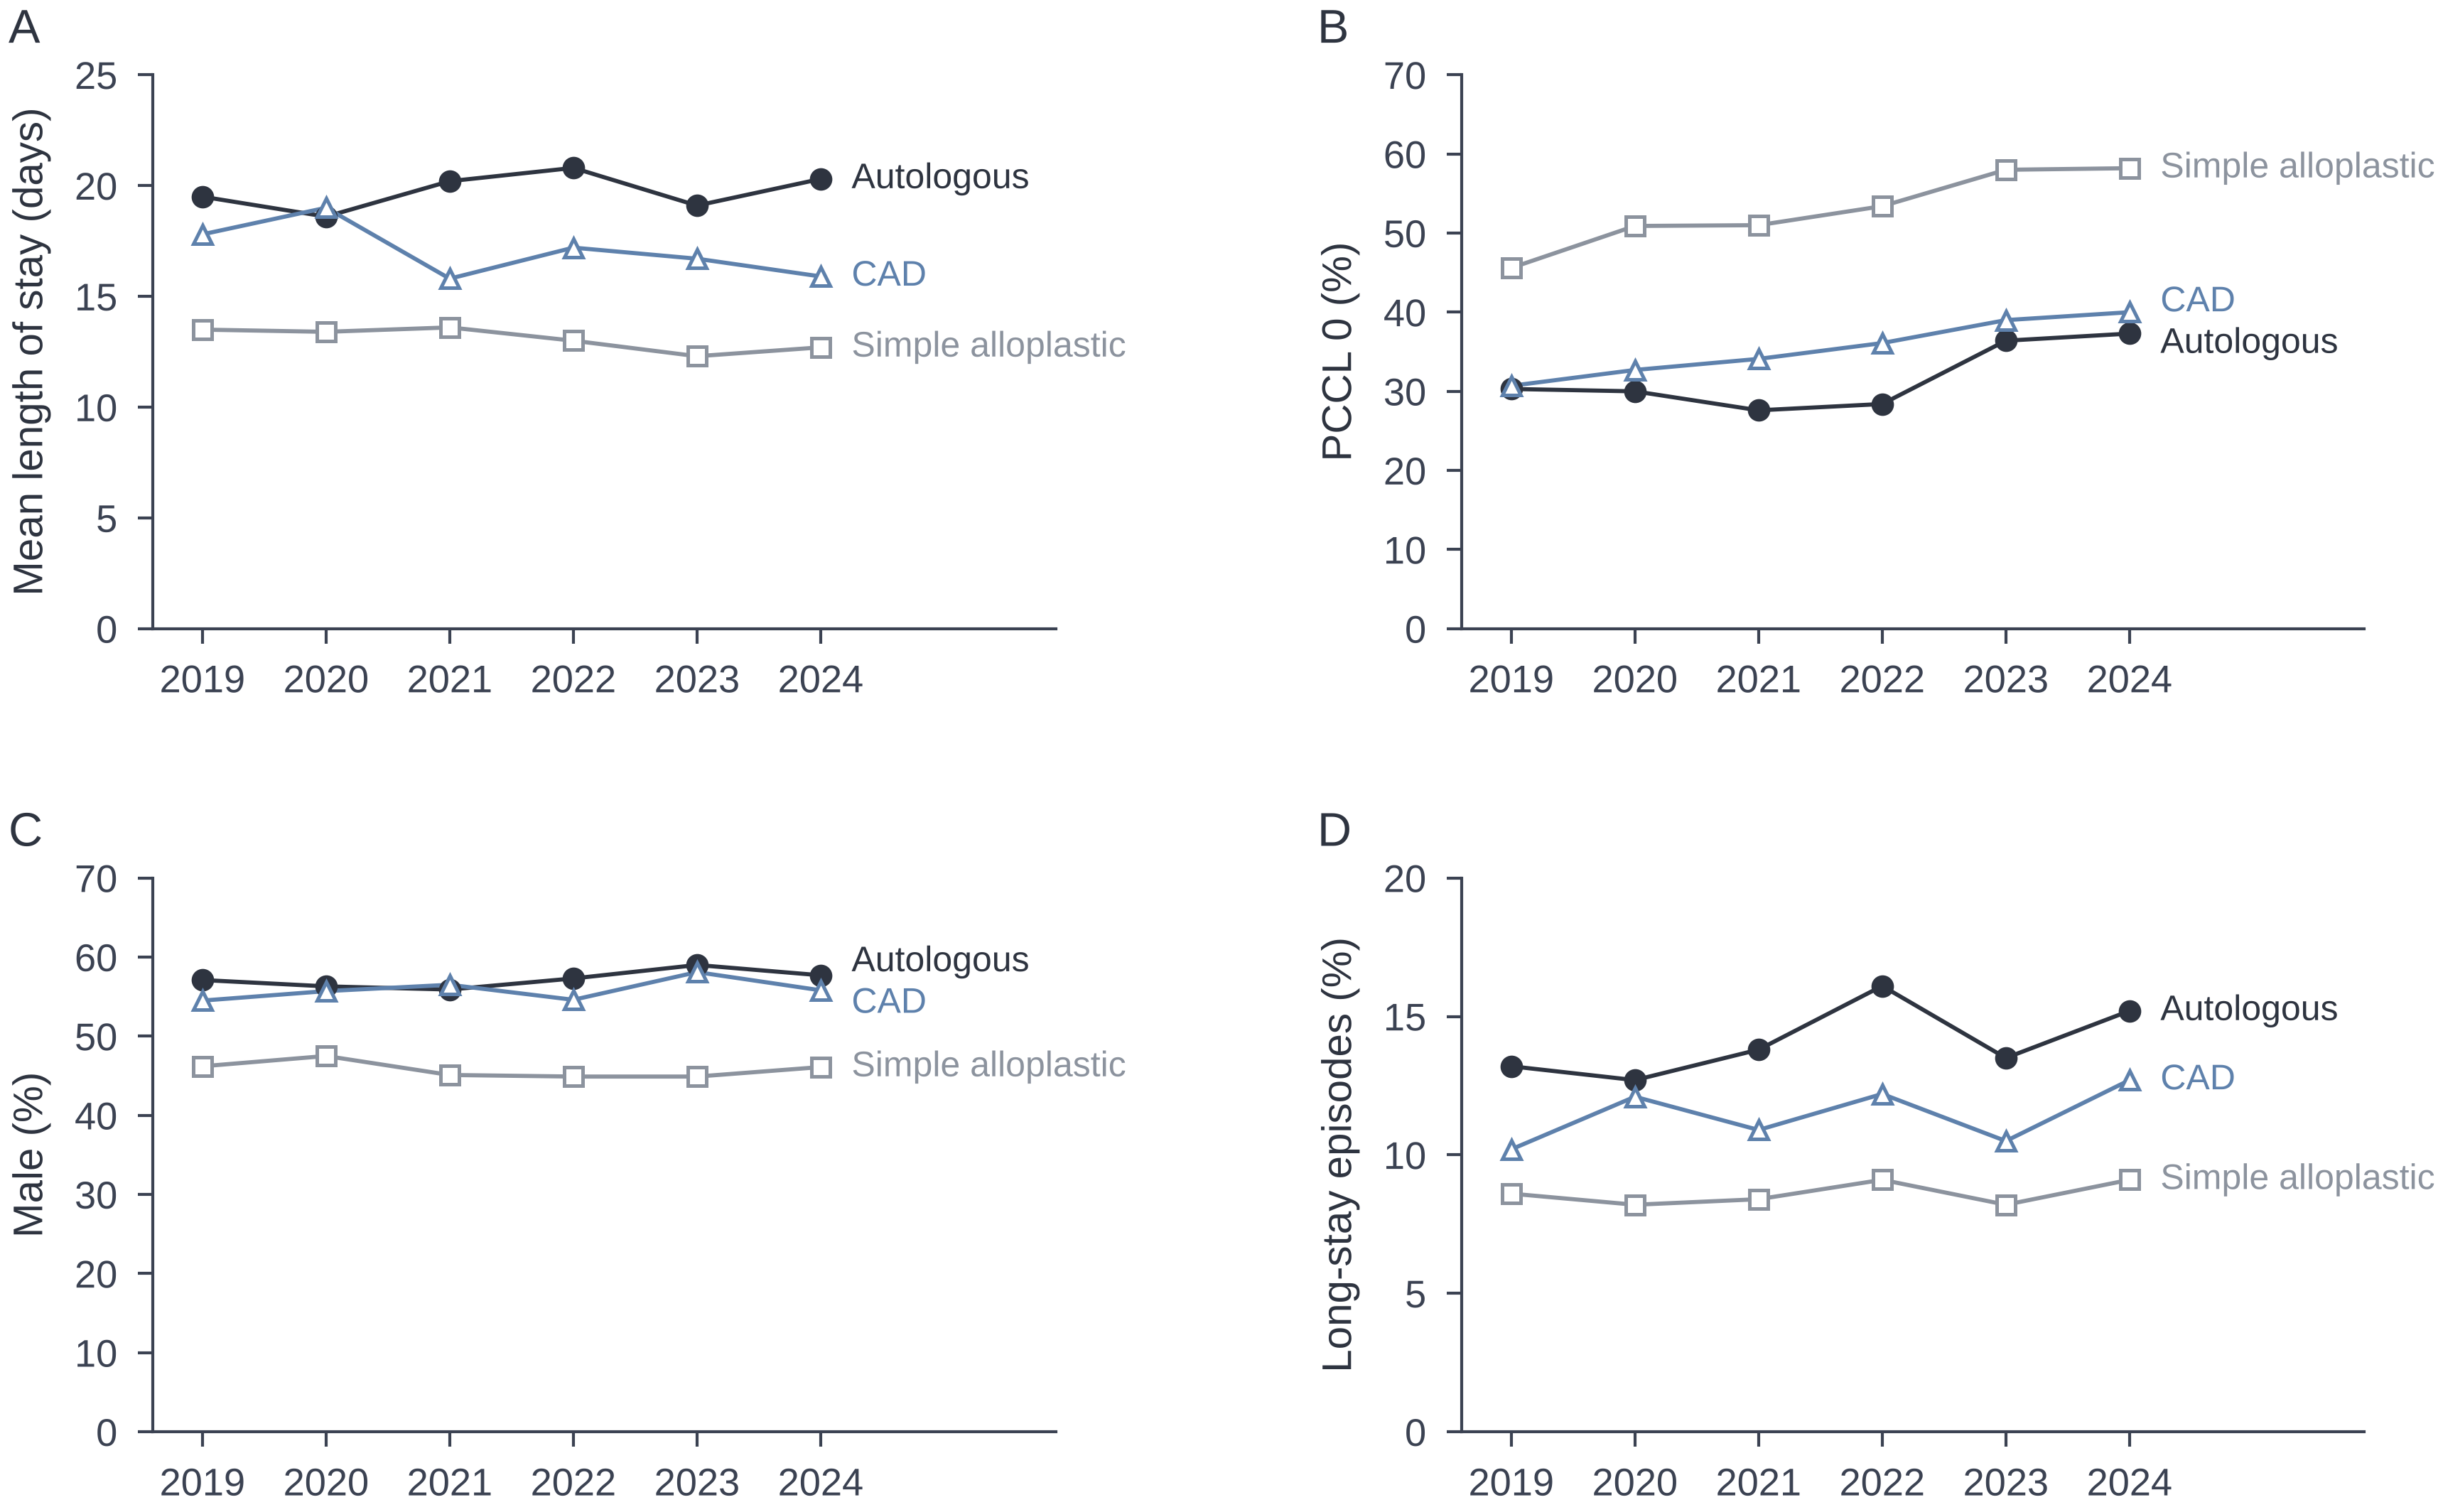 A
Mean length of stay (days)
25
20
15
10
5
0
2019 2020 2021 2022 2023 2024
Autologous
CAD
Simple alloplastic
B
PCCL 0 (%)
70
60
50
40
30
20
10
0
2019 2020 2021 2022 2023 2024
Simple alloplastic
CAD
Autologous
C
Male (%)
70
60
50
40
30
20
10
0
2019 2020 2021 2022 2023 2024
Autologous
CAD
Simple alloplastic
D
Long-stay episodes (%)
20
15
10
5
0
2019 2020 2021 2022 2023 2024
Autologous
CAD
Simple alloplastic